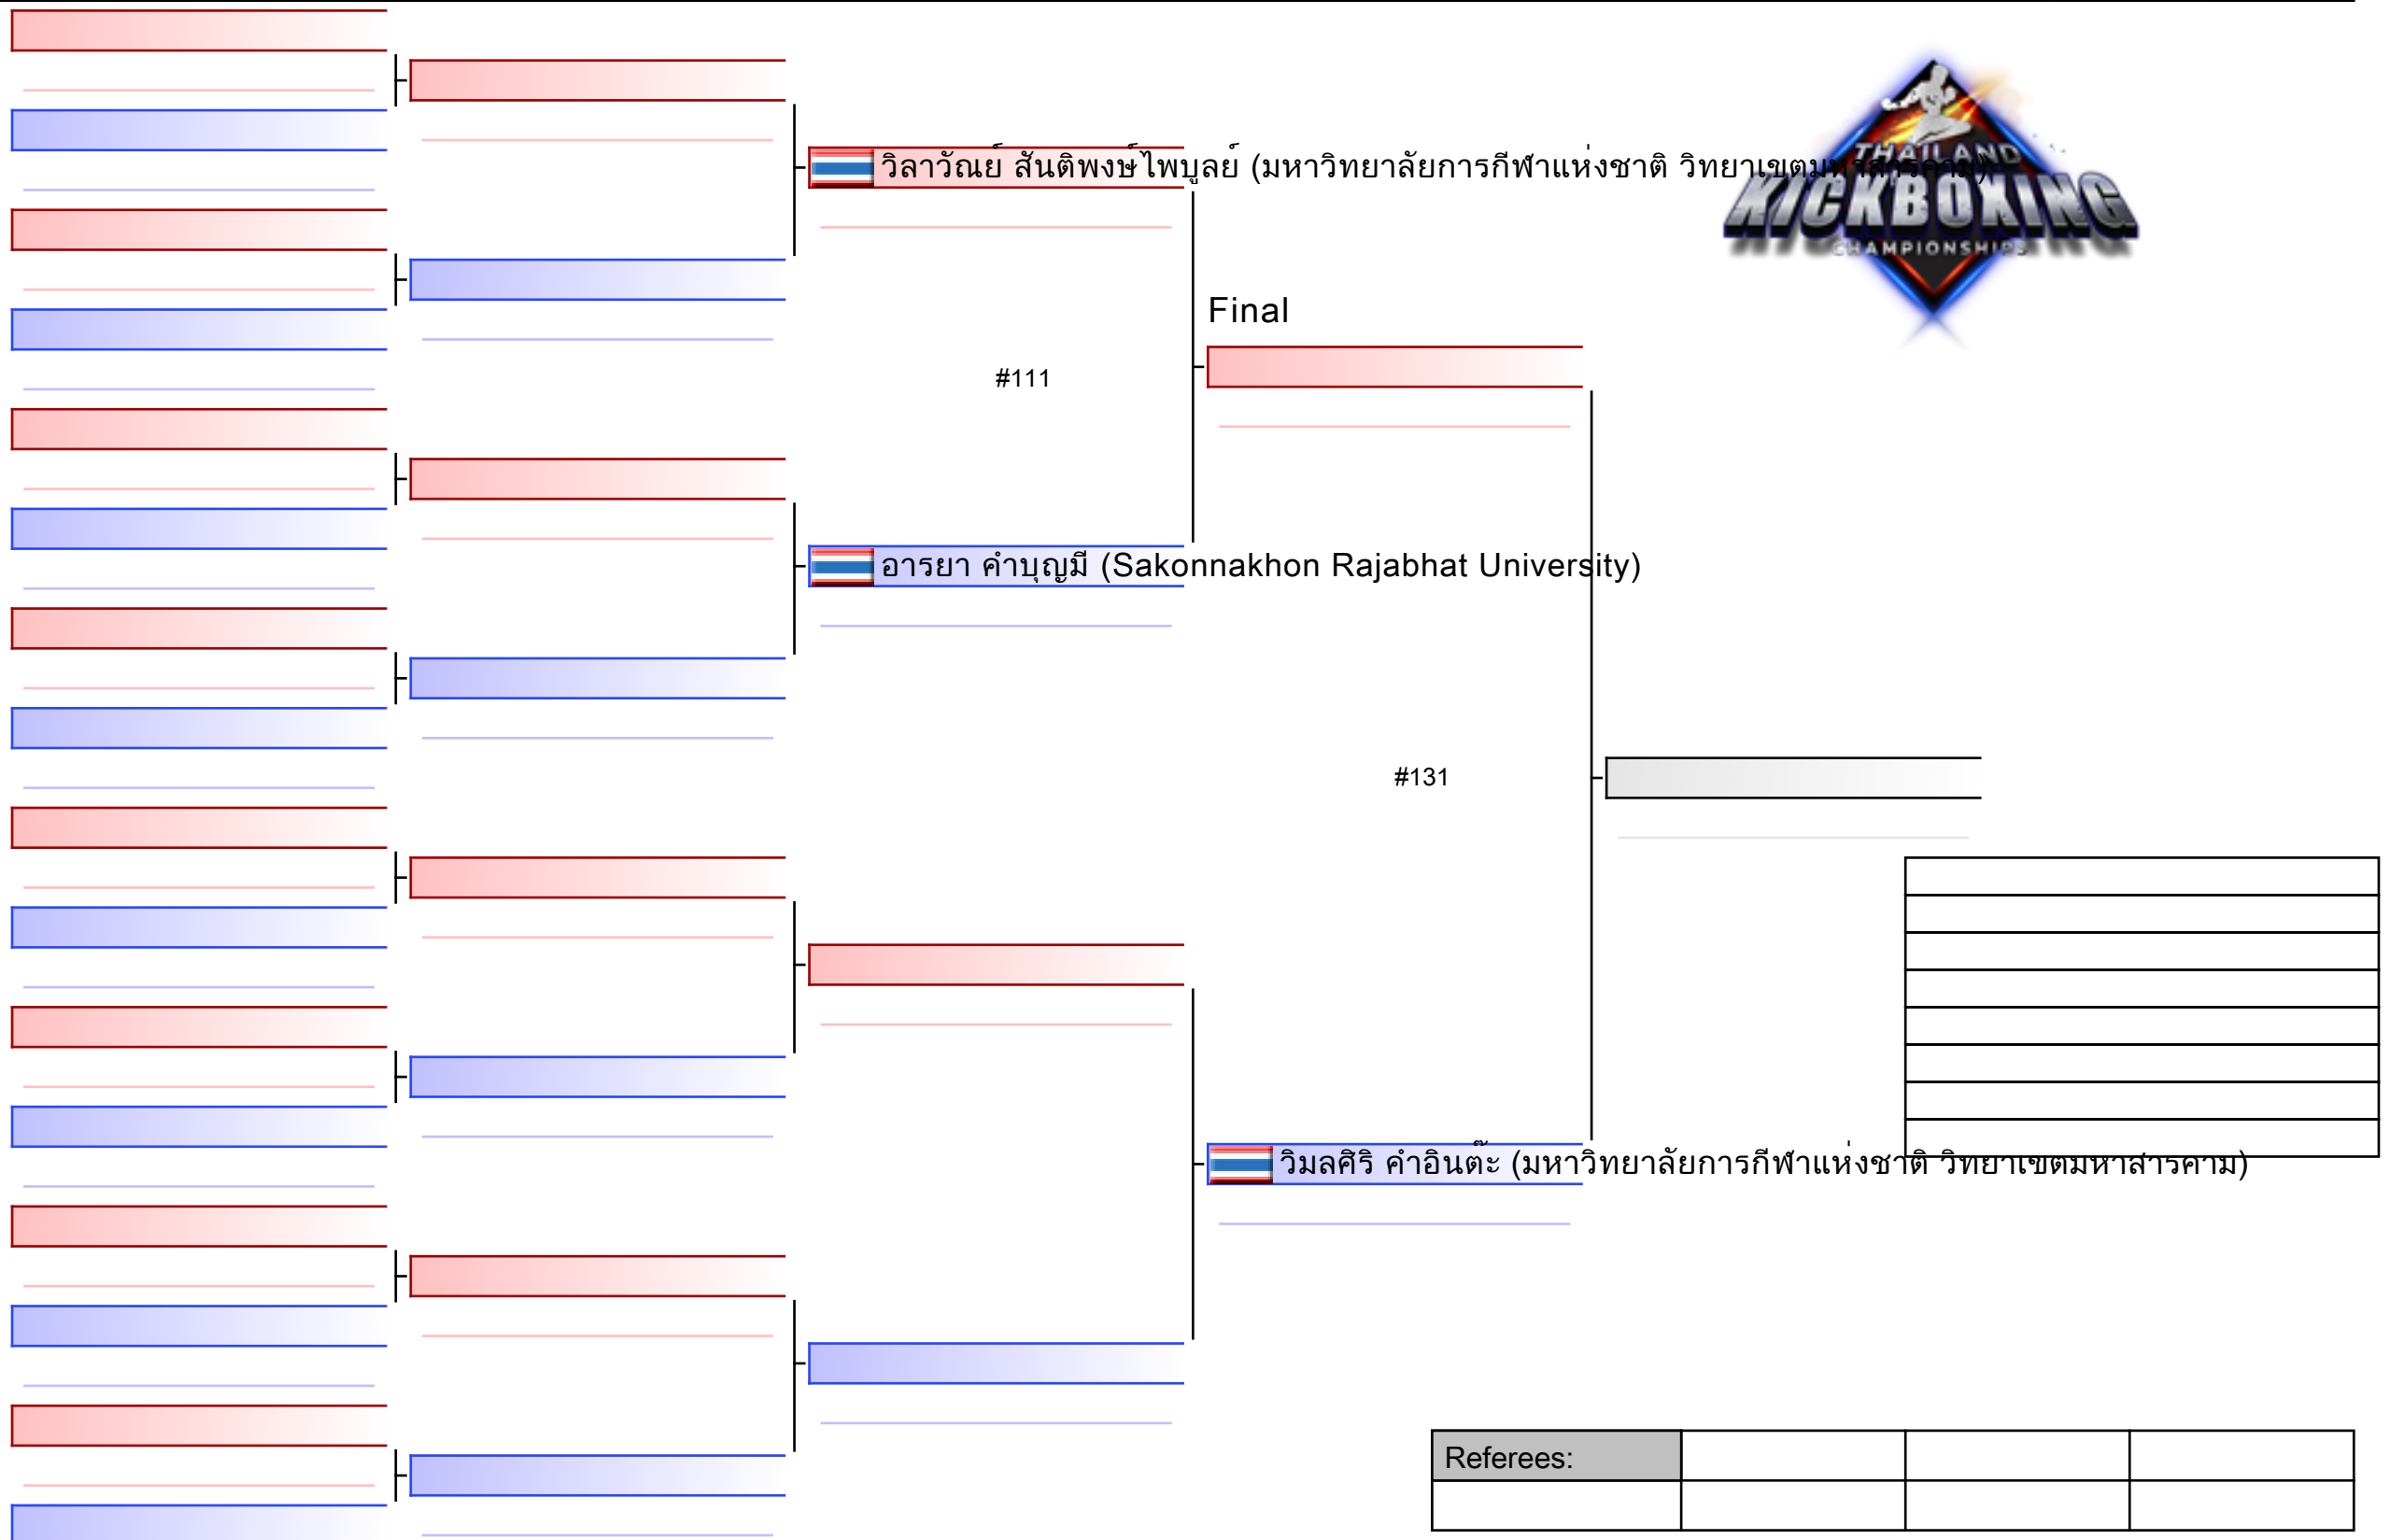 THAILAND
KICKBOXING
CHAMPIONSHIPS
วิลาวัณย์ สันติพงษ์ไพบูลย์ (มหาวิทยาลัยการกีฬาแห่งชาติ วิทยาเขตมหาสารคาม)
Final
#111
อารยา คำบุญมี (Sakonnakhon Rajabhat University)
#131
วิมลศิริ คำอินต๊ะ (มหาวิทยาลัยการกีฬาแห่งชาติ วิทยาเขตมหาสารคาม)
Referees: